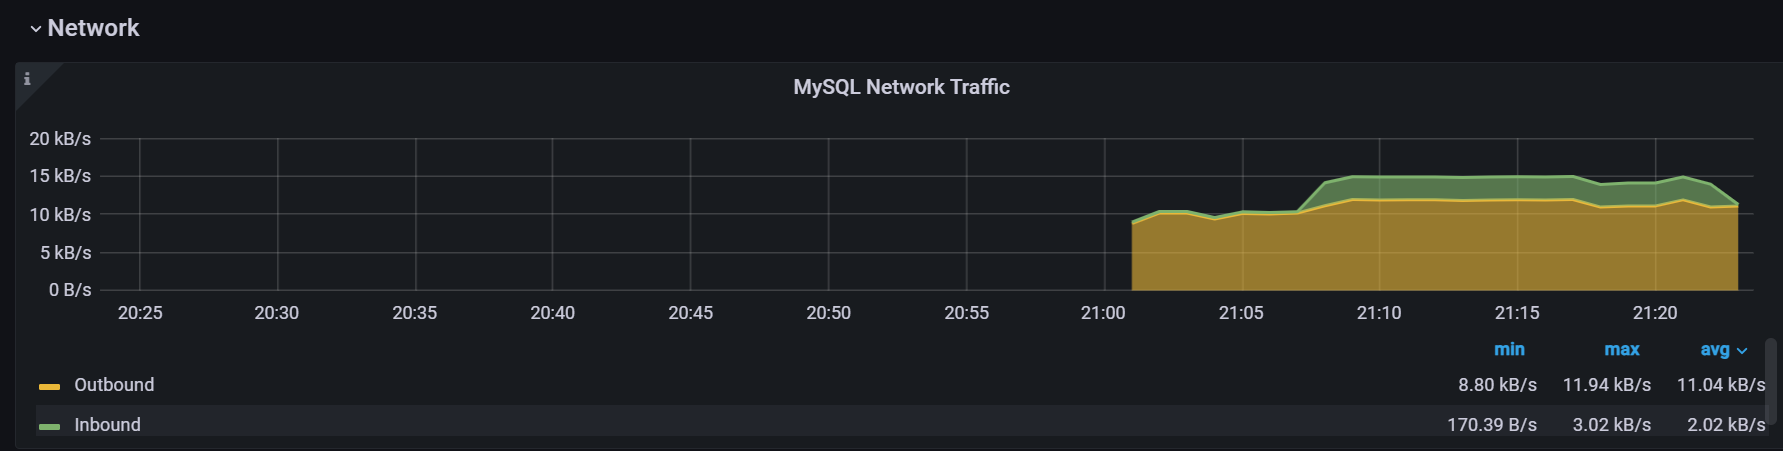 Network
i
MySQL Network Traffic
20 kB/s
15 kB/s
10 kB/s
5 kB/s
0 B/s
20:25 20:30 20:35 20:40 20:45 20:50 20:55 21:00 21:05 21:10 21:15 21:20
min max avg
Outbound 8.80 kB/s 11.94 kB/s 11.04 kB/s
Inbound 170.39 B/s 3.02 kB/s 2.02 kB/s